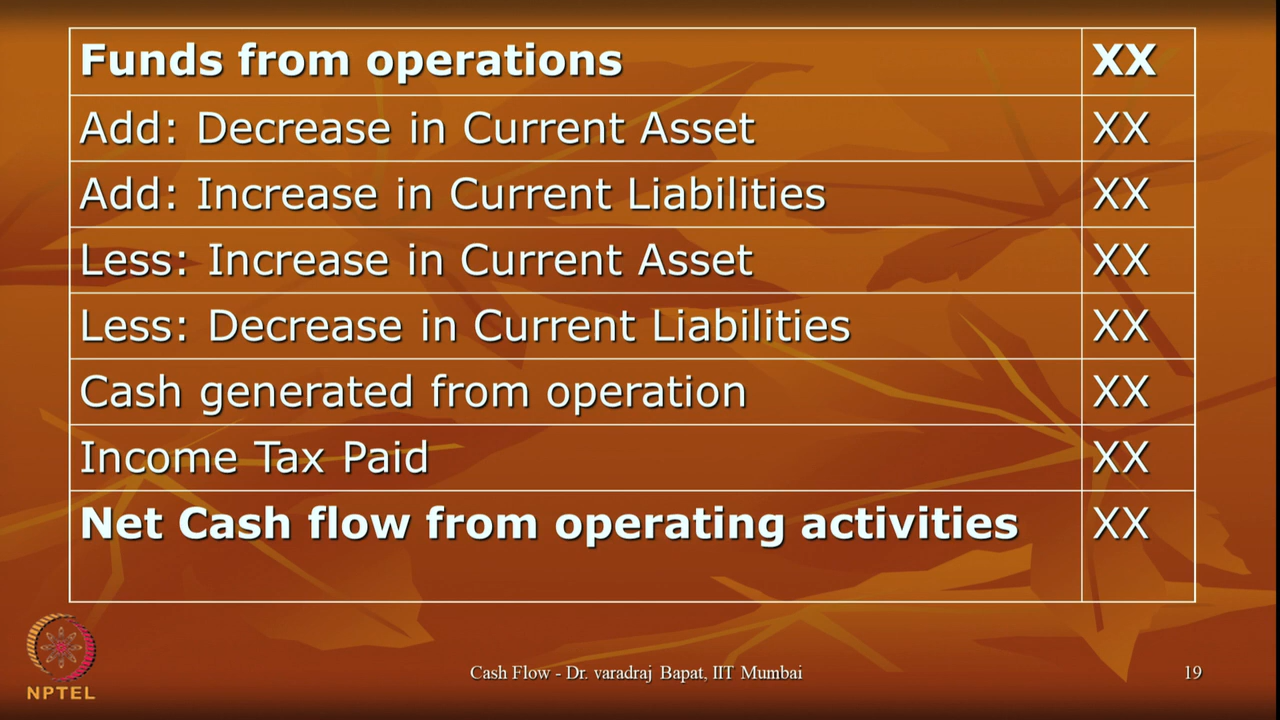 Funds from operations XX
Add: Decrease in Current Asset XX
Add: Increase in Current Liabilities XX
Less: Increase in Current Asset XX
Less: Decrease in Current Liabilities XX
Cash generated from operation XX
Income Tax Paid XX
Net Cash flow from operating activities XX
NPTEL
Cash Flow - Dr. varadraj Bapat, IIT Mumbai 19